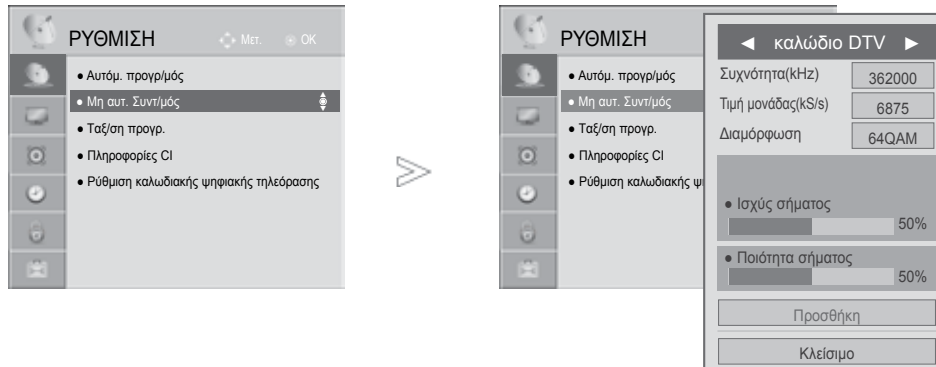 ΡΥΘΜΙΣΗ Μετ. OK
● Αυτόμ. προγρ/μός
● Μη αυτ. Συντ/μός
● Ταξ/ση προγρ.
● Πληροφορίες CI
● Ρύθμιση καλωδιακής ψηφιακής τηλεόρασης
ΡΥΘΜΙΣΗ
● Αυτόμ. προγρ/μός
● Μη αυτ. Συντ/μός
● Ταξ/ση προγρ.
● Πληροφορίες CI
● Ρύθμιση καλωδιακής ψ
◄ καλώδιο DTV ►
Συχνότητα(kHz) 362000
Τιμή μονάδας(kS/s) 6875
Διαμόρφωση 64QAM
● Ισχύς σήματος
50%
● Ποιότητα σήματος
50%
Προσθήκη
Κλείσιμο